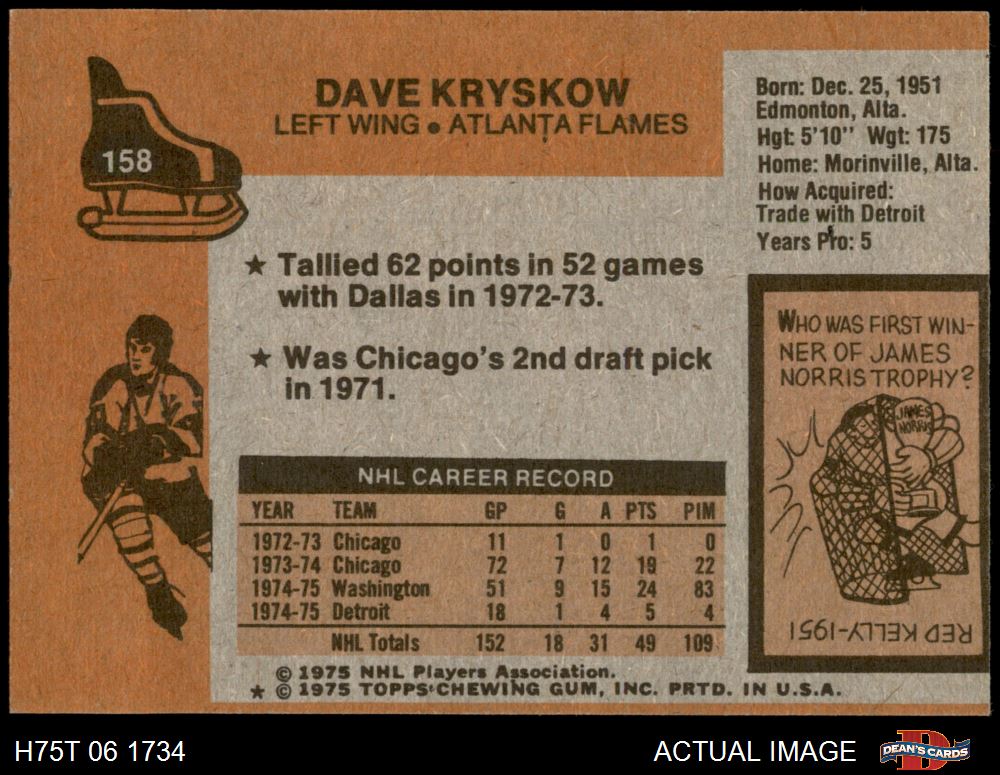 158
DAVE KRYSKOW
LEFT WING • ATLANTA FLAMES
Born: Dec. 25, 1951
Edmonton, Alta.
Hgt: 5'10'' Wgt: 175
Home: Morinville, Alta.
How Acquired:
Trade with Detroit
Years Pro: 5
★ Tallied 62 points in 52 games
with Dallas in 1972-73.
★ Was Chicago's 2nd draft pick
in 1971.
NHL CAREER RECORD
YEAR TEAM GP G A PTS PIM
1972-73 Chicago 11 1 0 1 0
1973-74 Chicago 72 7 12 19 22
1974-75 Washington 51 9 15 24 83
1974-75 Detroit 18 1 4 5 4
NHL Totals 152 18 31 49 109
© 1975 NHL Players Association.
★ © 1975 TOPPS CHEWING GUM, INC. PRTD. IN U.S.A.
WHO WAS FIRST WIN-
NER OF JAMES
NORRIS TROPHY?
JAMES
NORRIS
RED KELLY-1951
H75T 06 1734
ACTUAL IMAGE
D
DEAN'S CARDS